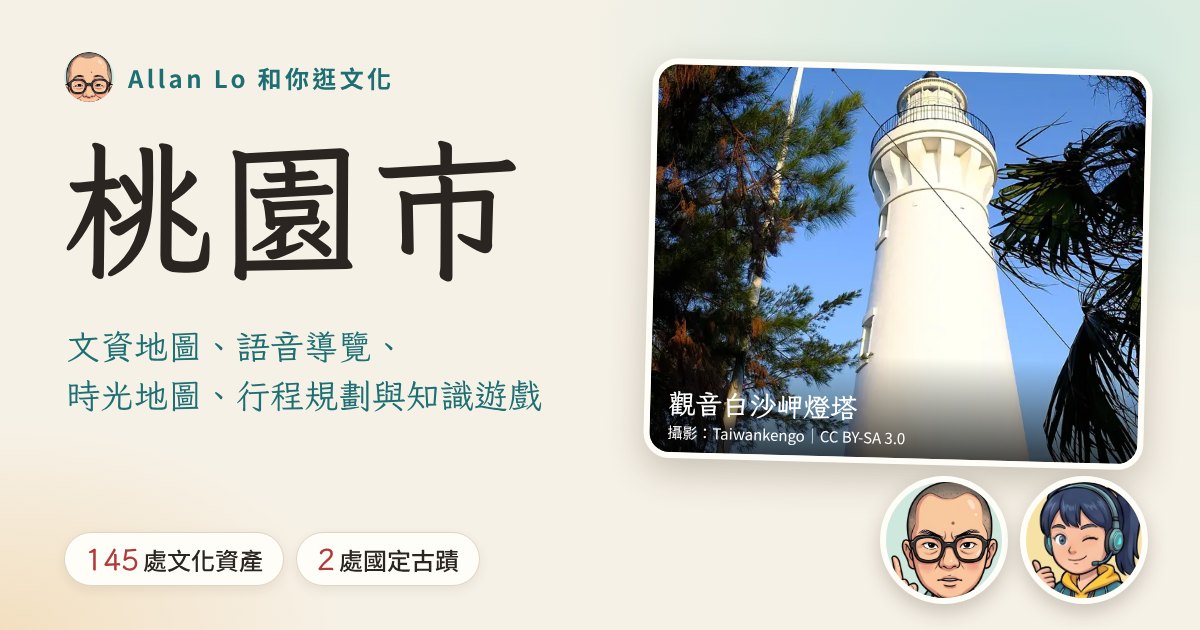 Allan Lo 和你逛文化
桃園市
文資地圖、語音導覽、
時光地圖、行程規劃與知識遊戲
觀音白沙岬燈塔
攝影：Taiwankengo｜CC BY-SA 3.0
145 處文化資產
2 處國定古蹟